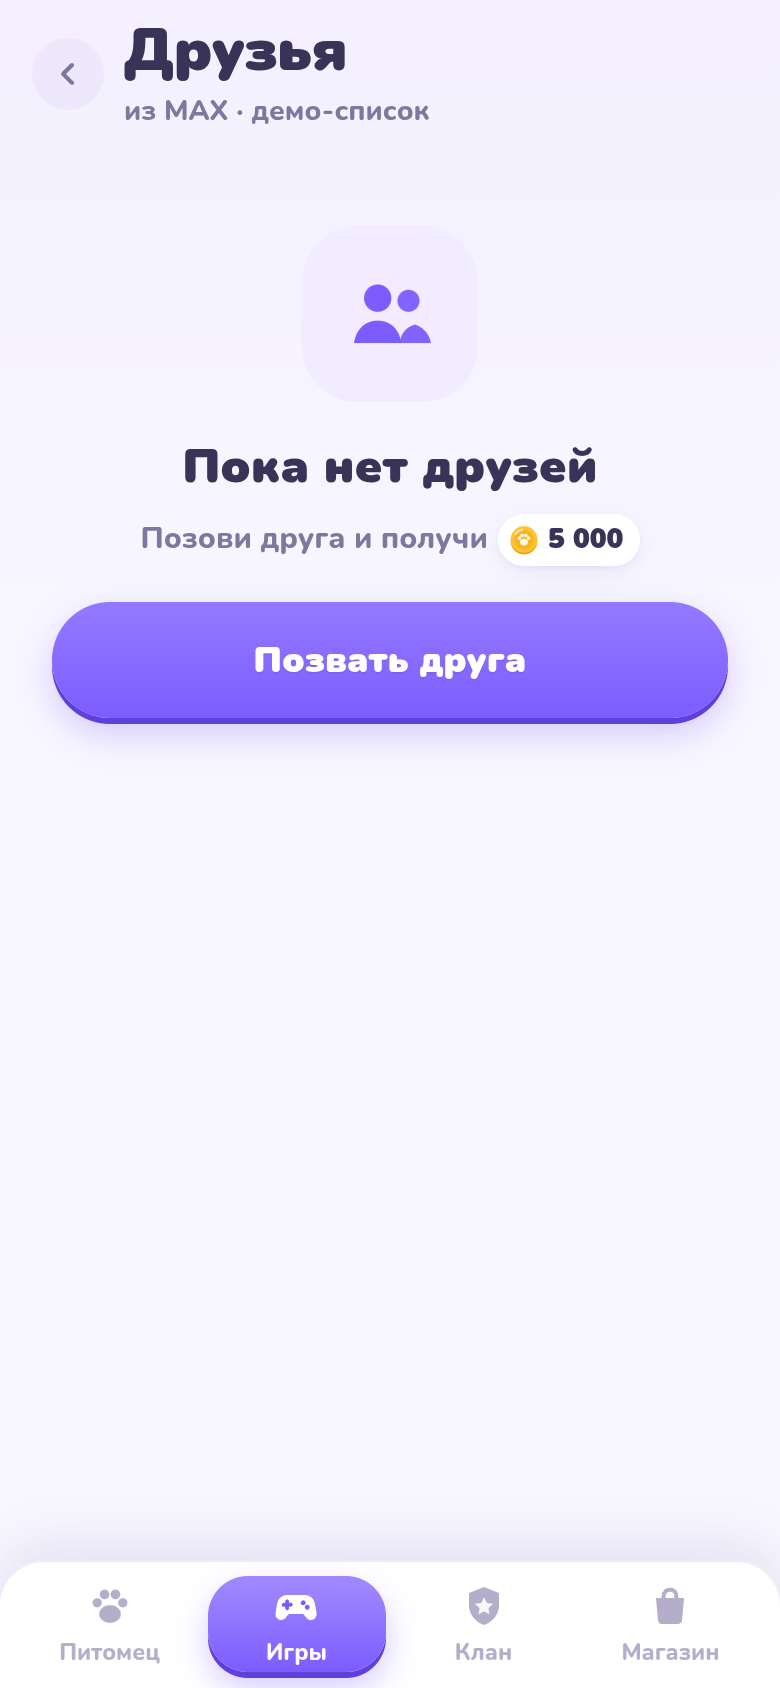 Друзья
из MAX · демо-список
Пока нет друзей
Позови друга и получи 5 000
Позвать друга
Питомец
Игры
Клан
Магазин